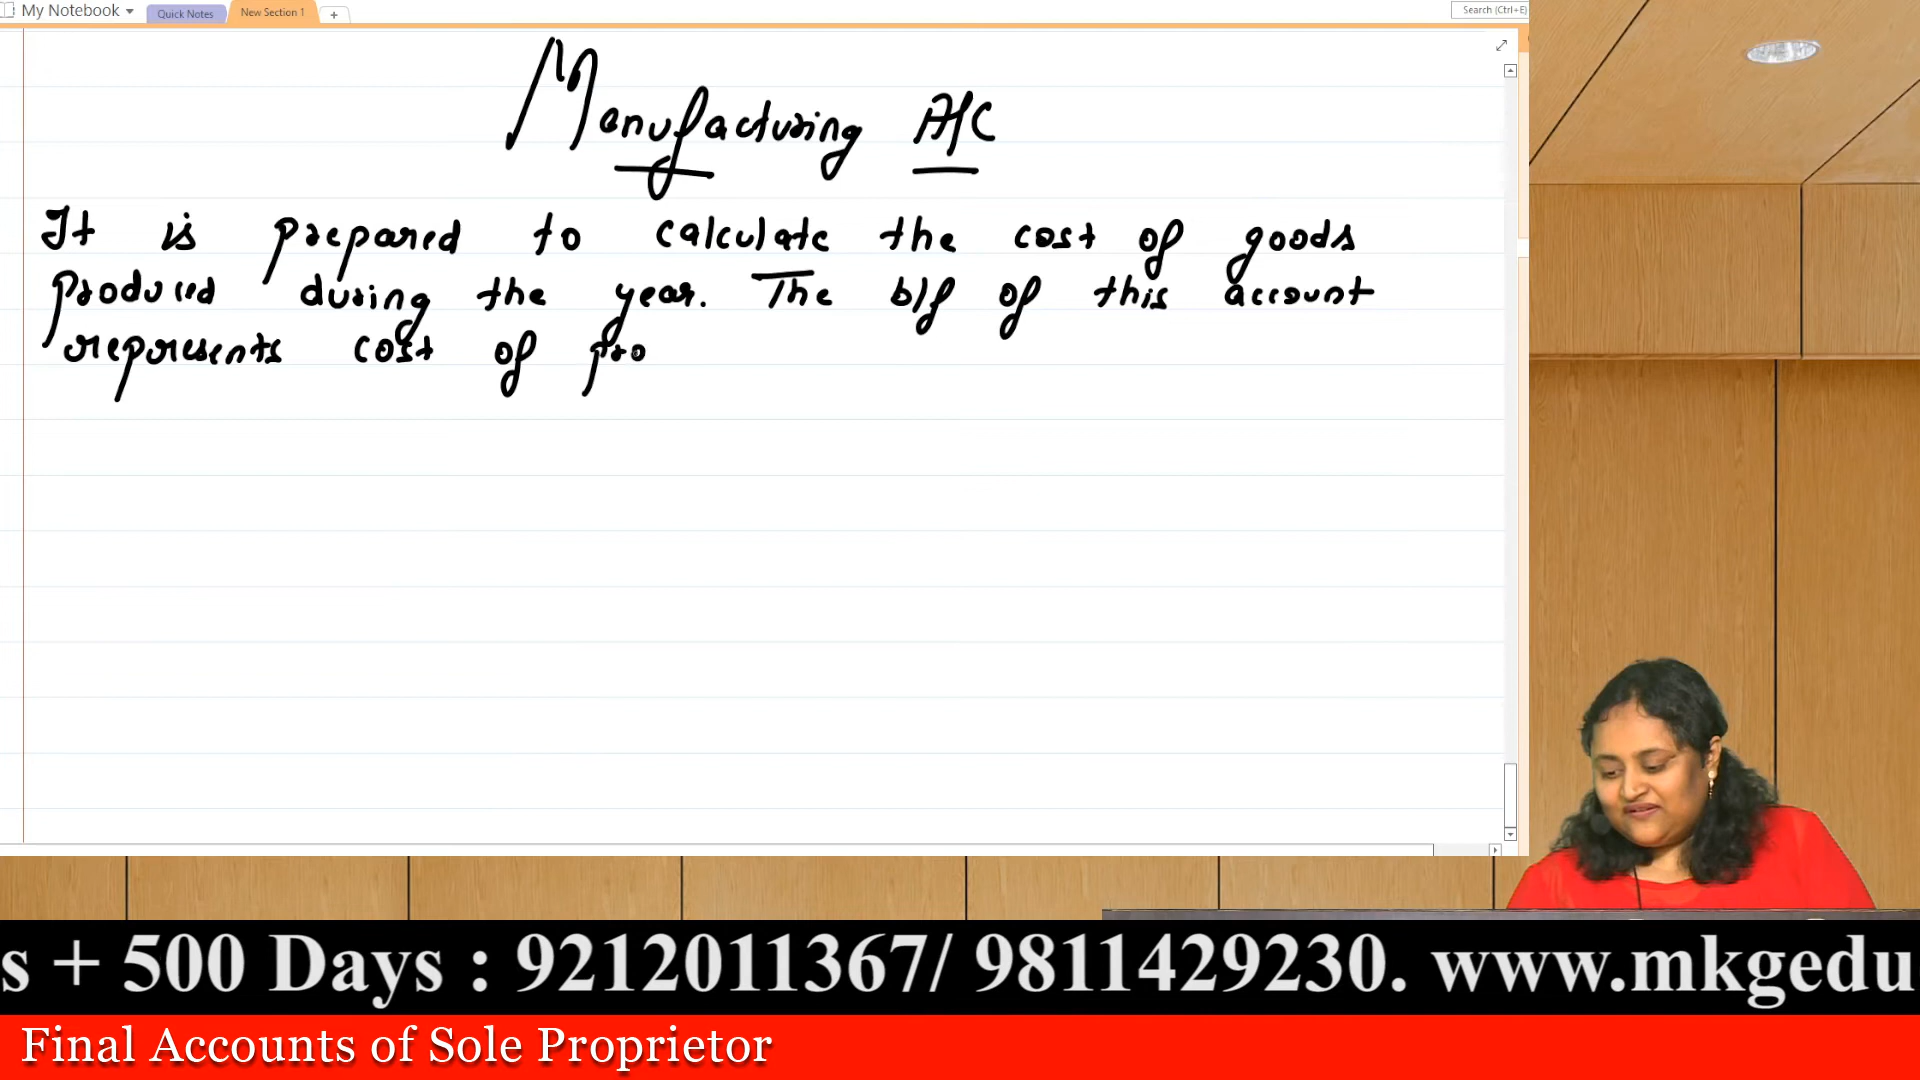 My Notebook
Quick Notes
New Section 1
+
Search (Ctrl+E)
Manufacturing A/C
It is prepared to calculate the cost of goods
produced during the year. The b/f of this account
represents cost of pro
s + 500 Days : 9212011367/ 9811429230. www.mkgedu
Final Accounts of Sole Proprietor